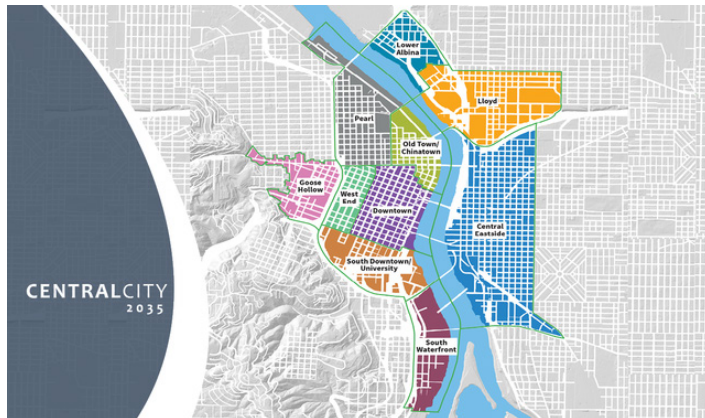 Lower
Albina
Lloyd
Pearl
Old Town/
Chinatown
Goose
Hollow
West
End
Downtown
Central
Eastside
South Downtown/
University
CENTRALCITY
2035
South
Waterfront